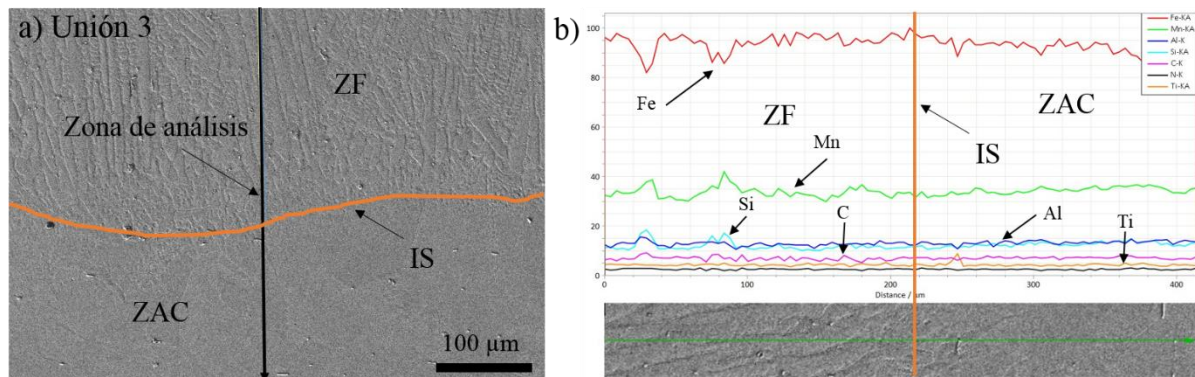 a) Unión 3
ZF
Zona de análisis
IS
ZAC
100 µm
b)
100
80
60
40
20
0
Fe-KA
Mn-KA
Al-K
Si-KA
C-K
N-K
Ti-KA
Fe
ZF
ZAC
IS
Mn
Si
C
Al
Ti
0
100
200
300
400
Distance / µm